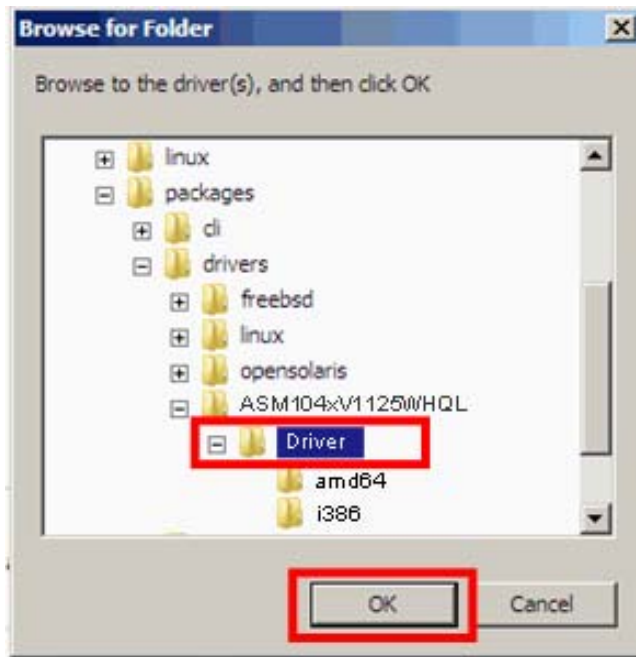 Browse for Folder
Browse to the driver(s), and then click OK
linux
packages
cli
drivers
freebsd
linux
opensolaris
ASM104xV1125WHQL
Driver
amd64
i386
OK Cancel